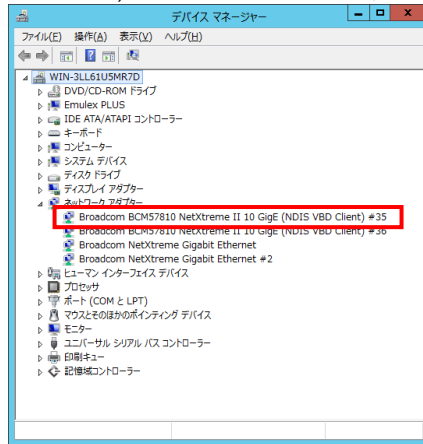 デバイス マネージャー
ファイル(F) 操作(A) 表示(V) ヘルプ(H)
WIN-3LL61U5MR7D
DVD/CD-ROM ドライブ
Emulex PLUS
IDE ATA/ATAPI コントローラー
キーボード
コンピューター
システム デバイス
ディスク ドライブ
ディスプレイ アダプター
ネットワーク アダプター
Broadcom BCM57810 NetXtreme II 10 GigE (NDIS VBD Client) #35
Broadcom BCM57810 NetXtreme II 10 GigE (NDIS VBD Client) #36
Broadcom NetXtreme Gigabit Ethernet
Broadcom NetXtreme Gigabit Ethernet #2
ヒューマン インターフェイス デバイス
プロセッサ
ポート (COM と LPT)
マウスとそのほかのポインティング デバイス
モニター
ユニバーサル シリアル バス コントローラー
印刷キュー
記憶域コントローラー